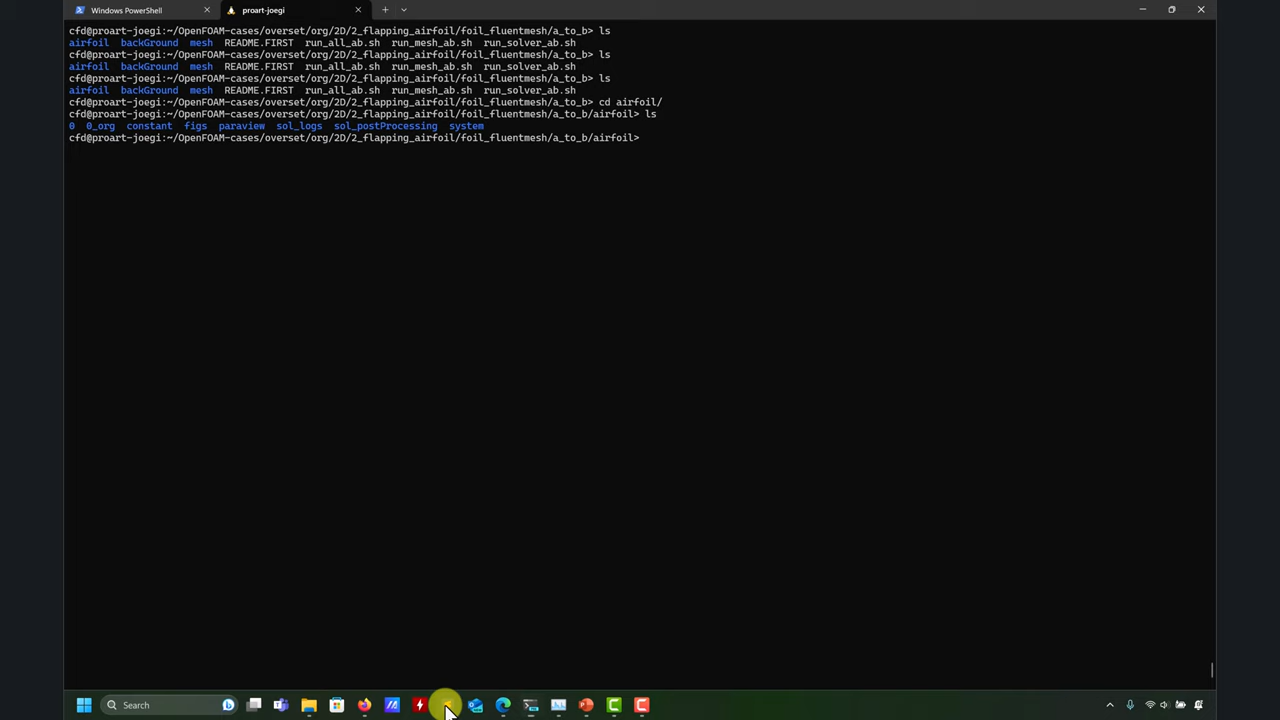 Windows PowerShell
proart-joegi
cfd@proart-joegi:~/OpenFOAM-cases/overset/org/2D/2_flapping_airfoil/foil_fluentmesh/a_to_b> ls
airfoil backGround mesh README.FIRST run_all_ab.sh run_mesh_ab.sh run_solver_ab.sh
cfd@proart-joegi:~/OpenFOAM-cases/overset/org/2D/2_flapping_airfoil/foil_fluentmesh/a_to_b> ls
airfoil backGround mesh README.FIRST run_all_ab.sh run_mesh_ab.sh run_solver_ab.sh
cfd@proart-joegi:~/OpenFOAM-cases/overset/org/2D/2_flapping_airfoil/foil_fluentmesh/a_to_b> ls
airfoil backGround mesh README.FIRST run_all_ab.sh run_mesh_ab.sh run_solver_ab.sh
cfd@proart-joegi:~/OpenFOAM-cases/overset/org/2D/2_flapping_airfoil/foil_fluentmesh/a_to_b> cd airfoil/
cfd@proart-joegi:~/OpenFOAM-cases/overset/org/2D/2_flapping_airfoil/foil_fluentmesh/a_to_b/airfoil> ls
0 0_org constant figs paraview sol_logs sol_postProcessing system
cfd@proart-joegi:~/OpenFOAM-cases/overset/org/2D/2_flapping_airfoil/foil_fluentmesh/a_to_b/airfoil>
Search